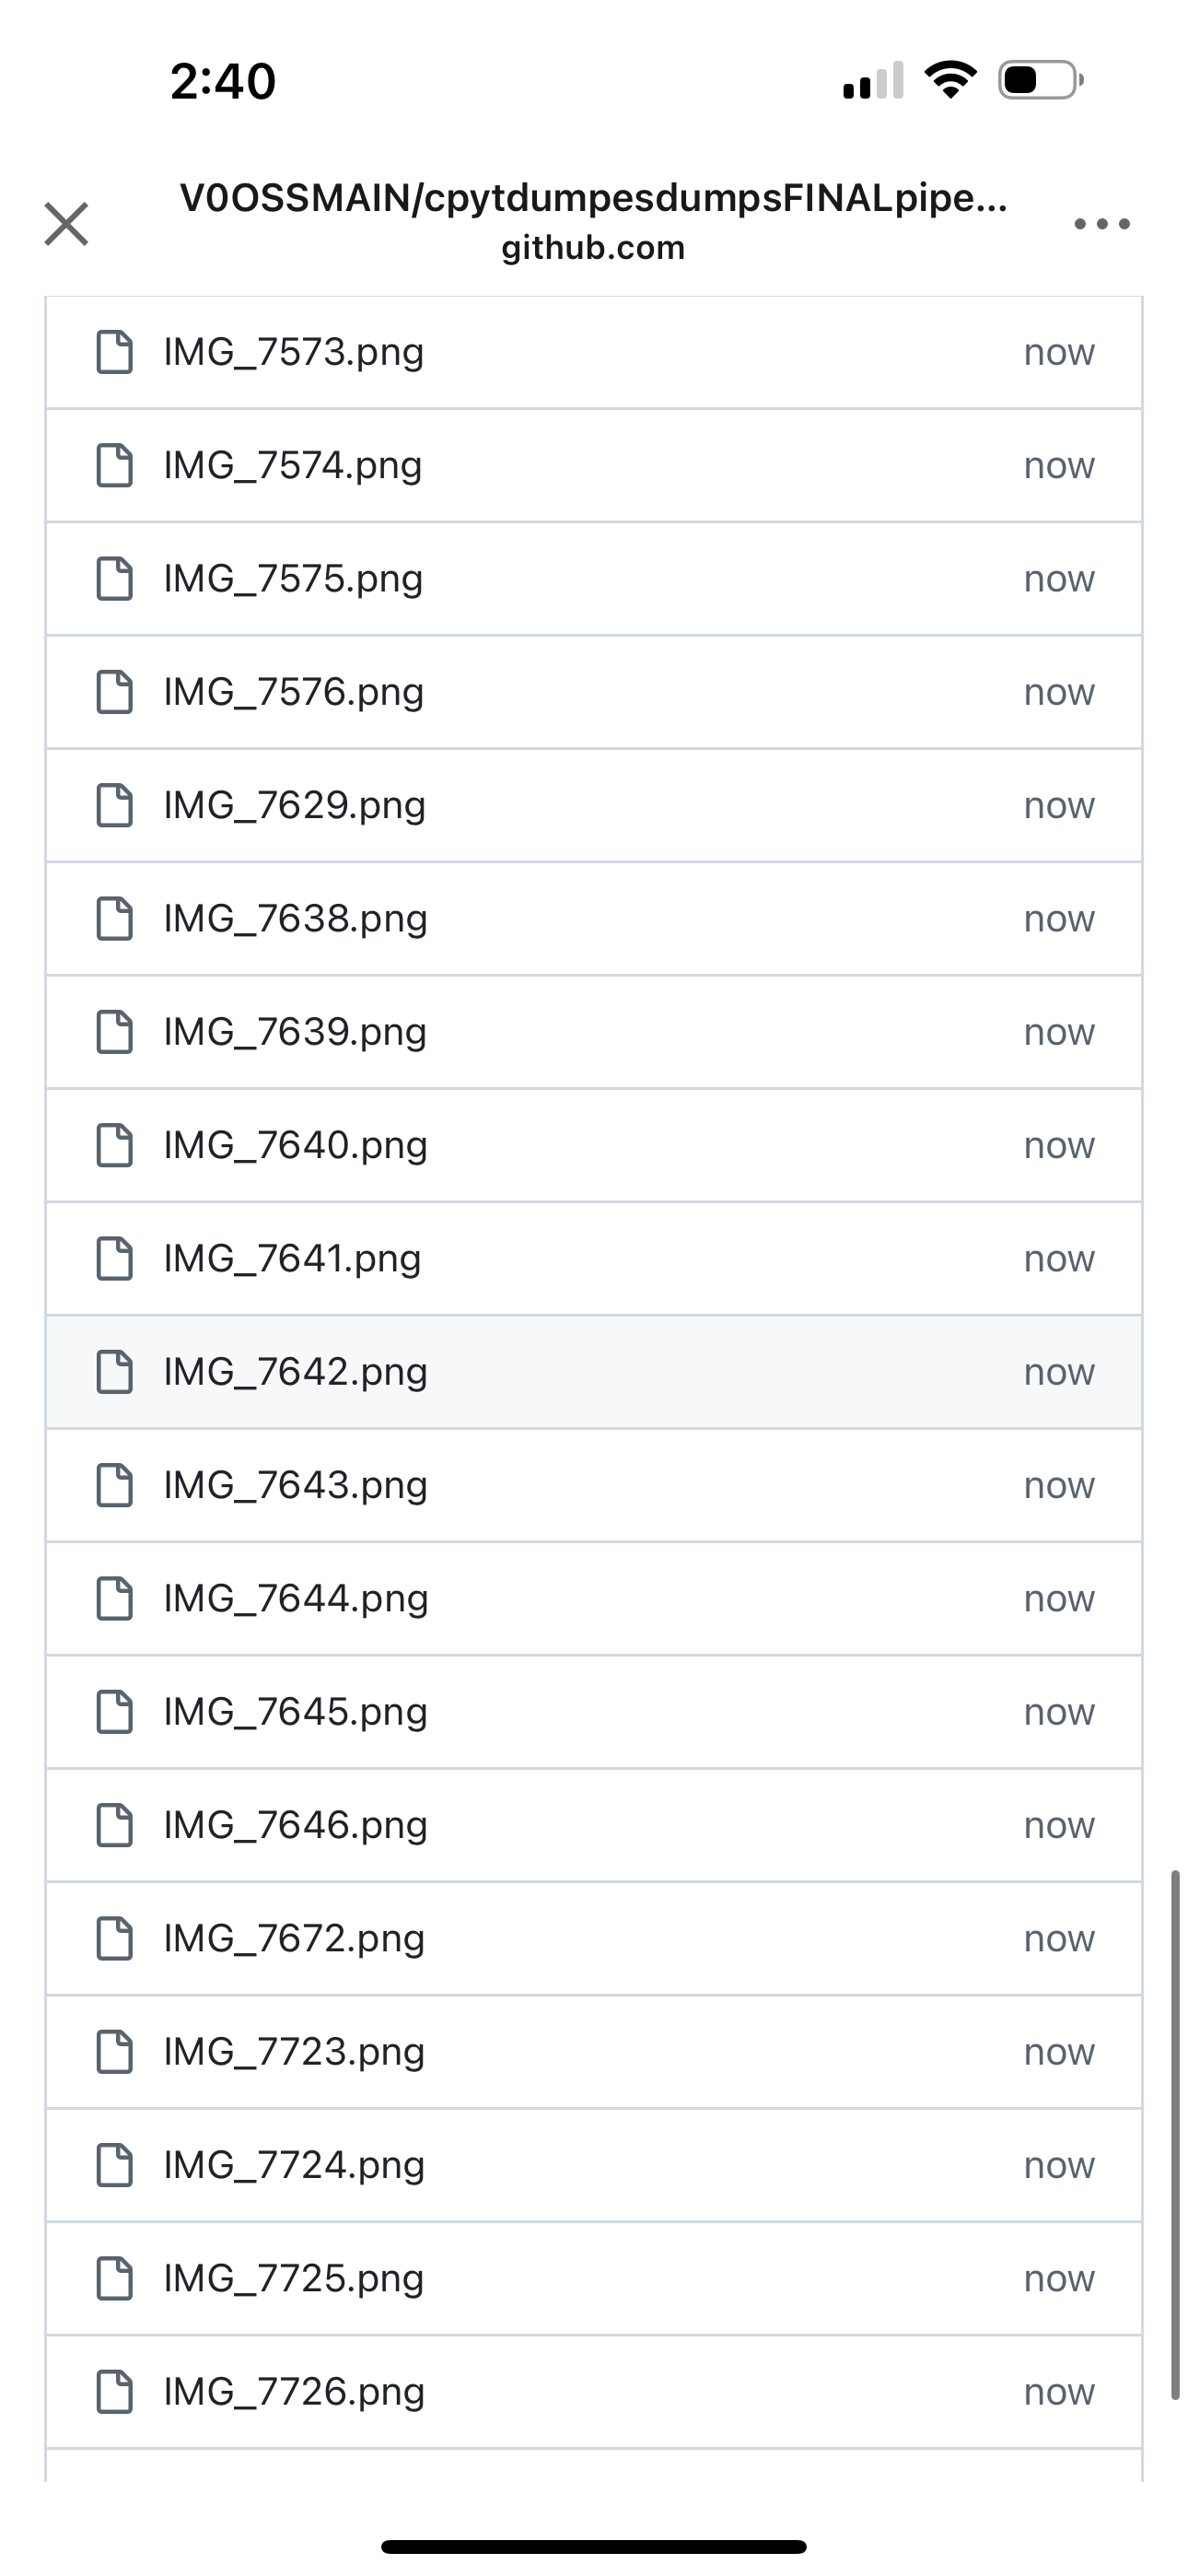 2:40
V0OSSMAIN/cpytdumpesdumpsFINALpipe...
github.com
IMG_7573.png now
IMG_7574.png now
IMG_7575.png now
IMG_7576.png now
IMG_7629.png now
IMG_7638.png now
IMG_7639.png now
IMG_7640.png now
IMG_7641.png now
IMG_7642.png now
IMG_7643.png now
IMG_7644.png now
IMG_7645.png now
IMG_7646.png now
IMG_7672.png now
IMG_7723.png now
IMG_7724.png now
IMG_7725.png now
IMG_7726.png now